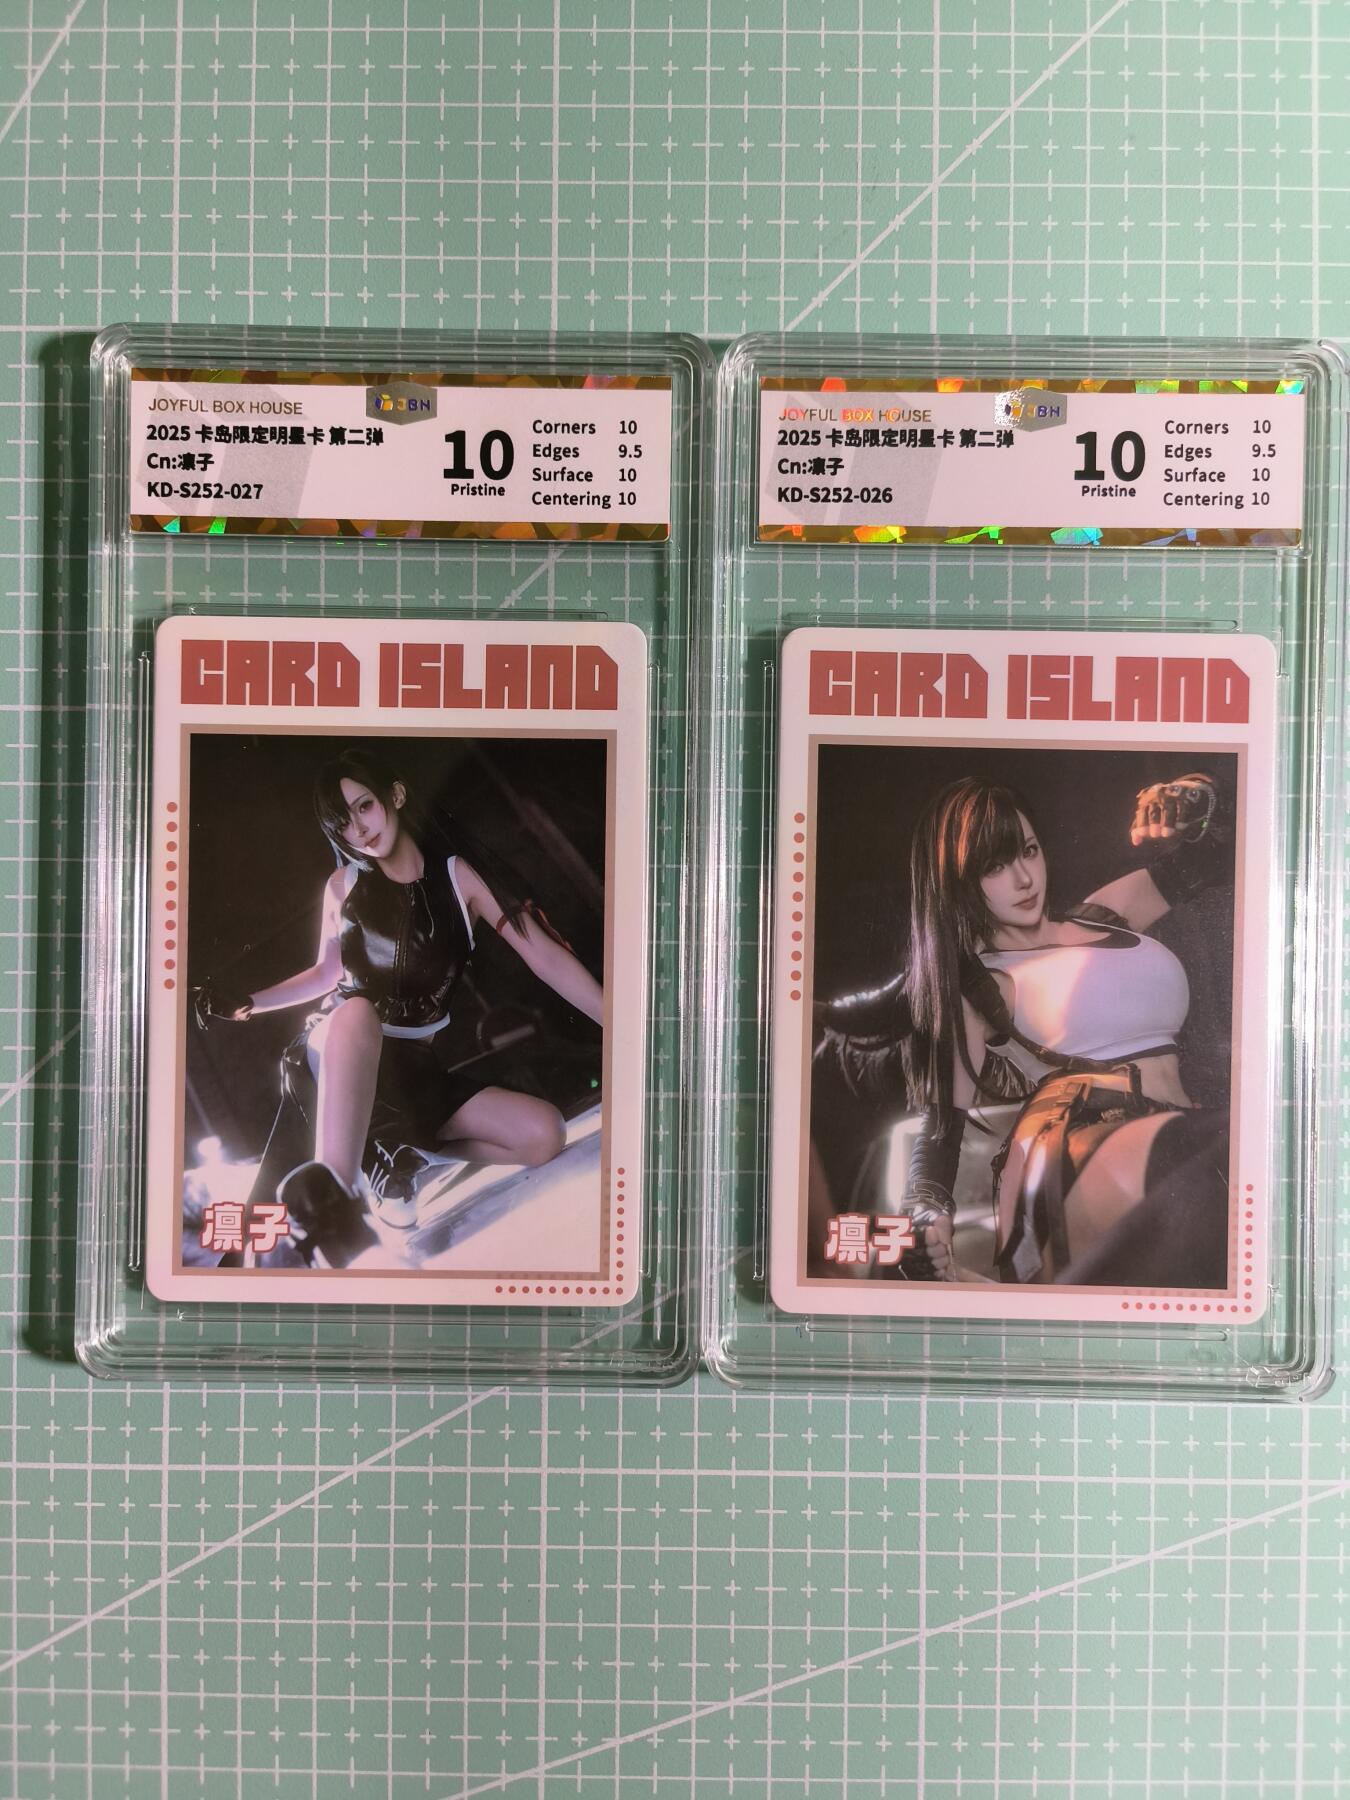 JOYFUL BOX HOUSE
JBH
2025 卡岛限定明星卡 第二弹
Cn:凛子
KD-S252-027
10
Pristine
Corners 10
Edges 9.5
Surface 10
Centering 10
CARD ISLAND
凛子
JOYFUL BOX HOUSE
JBH
2025 卡岛限定明星卡 第二弹
Cn:凛子
KD-S252-026
10
Pristine
Corners 10
Edges 9.5
Surface 10
Centering 10
CARD ISLAND
凛子